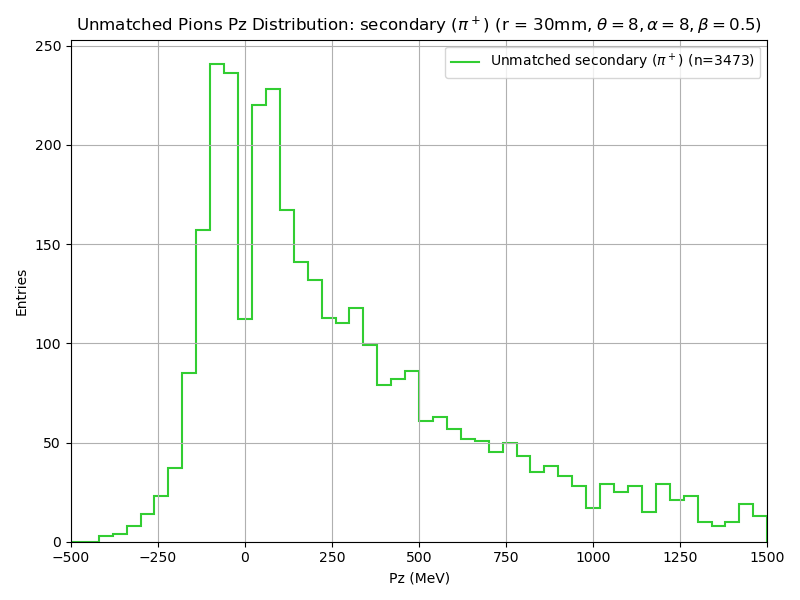 Unmatched Pions Pz Distribution: secondary (π⁺) (r = 30mm, θ = 8, α = 8, β = 0.5)
Unmatched secondary (π⁺) (n=3473)
250
200
150
100
50
0
Entries
−500 −250 0 250 500 750 1000 1250 1500
Pz (MeV)